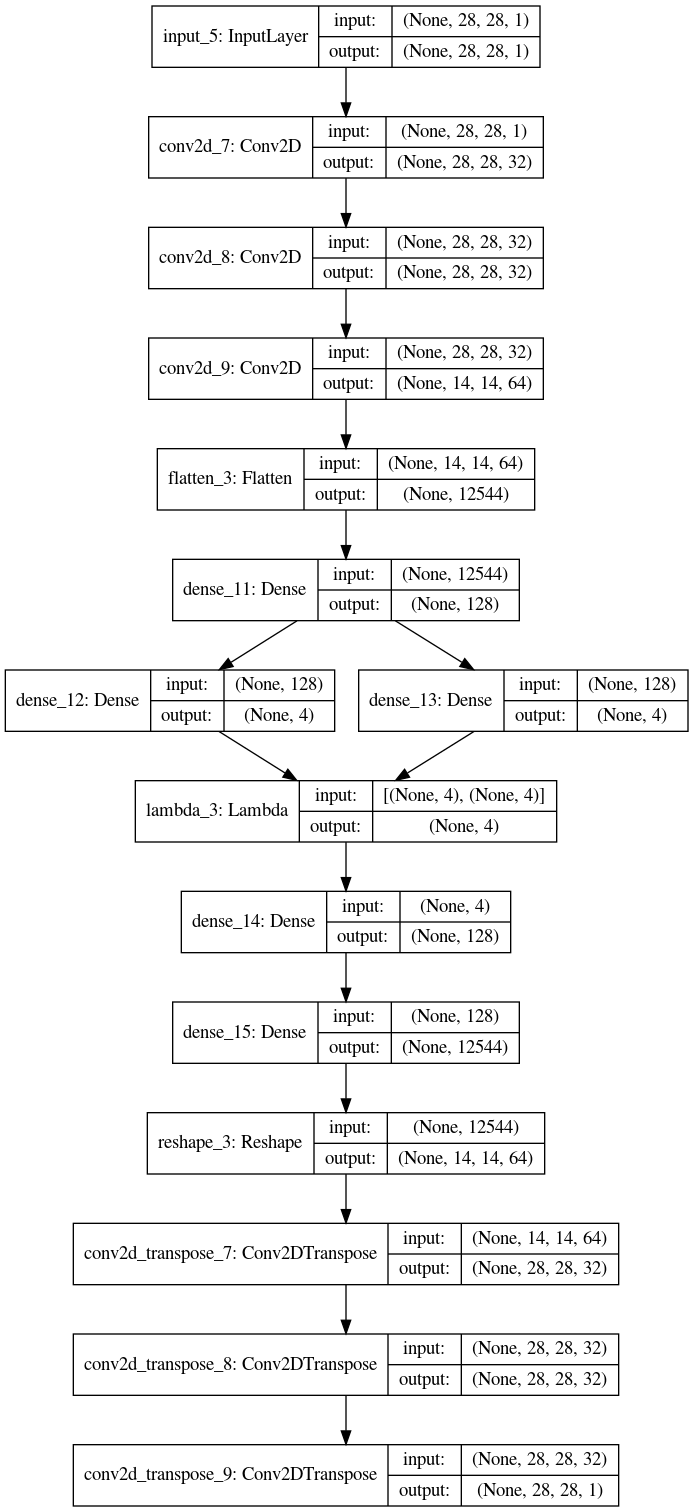 input_5: InputLayer
input: (None, 28, 28, 1)
output: (None, 28, 28, 1)
conv2d_7: Conv2D
input: (None, 28, 28, 1)
output: (None, 28, 28, 32)
conv2d_8: Conv2D
input: (None, 28, 28, 32)
output: (None, 28, 28, 32)
conv2d_9: Conv2D
input: (None, 28, 28, 32)
output: (None, 14, 14, 64)
flatten_3: Flatten
input: (None, 14, 14, 64)
output: (None, 12544)
dense_11: Dense
input: (None, 12544)
output: (None, 128)
dense_12: Dense
input: (None, 128)
output: (None, 4)
dense_13: Dense
input: (None, 128)
output: (None, 4)
lambda_3: Lambda
input: [(None, 4), (None, 4)]
output: (None, 4)
dense_14: Dense
input: (None, 4)
output: (None, 128)
dense_15: Dense
input: (None, 128)
output: (None, 12544)
reshape_3: Reshape
input: (None, 12544)
output: (None, 14, 14, 64)
conv2d_transpose_7: Conv2DTranspose
input: (None, 14, 14, 64)
output: (None, 28, 28, 32)
conv2d_transpose_8: Conv2DTranspose
input: (None, 28, 28, 32)
output: (None, 28, 28, 32)
conv2d_transpose_9: Conv2DTranspose
input: (None, 28, 28, 32)
output: (None, 28, 28, 1)